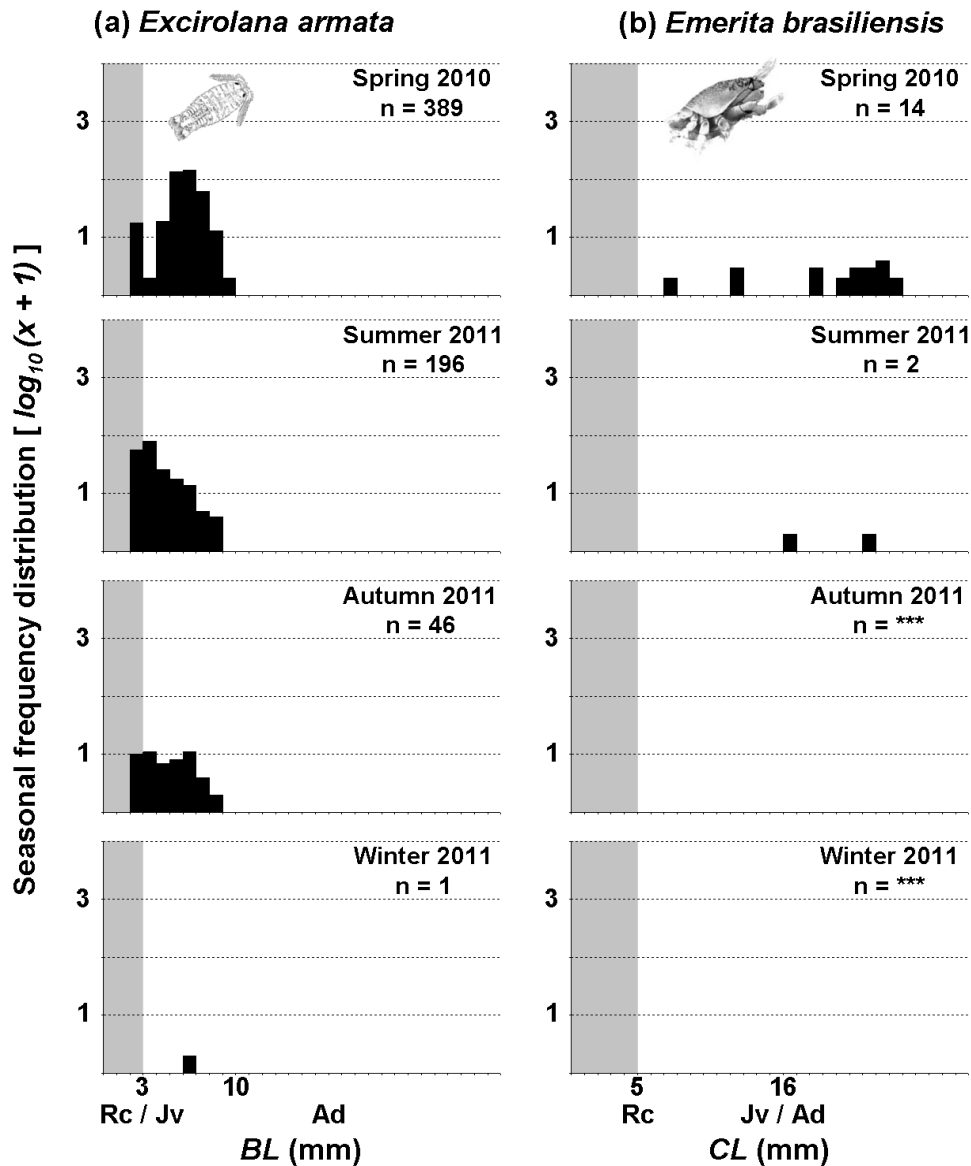 (a) Excirolana armata
(b) Emerita brasiliensis
Seasonal frequency distribution [ log10 (x + 1) ]
Spring 2010
n = 389
3
1
Spring 2010
n = 14
3
1
Summer 2011
n = 196
3
1
Summer 2011
n = 2
3
1
Autumn 2011
n = 46
3
1
Autumn 2011
n = ***
3
1
Winter 2011
n = 1
3
1
Winter 2011
n = ***
3
1
3 10
Rc / Jv Ad
BL (mm)
5 16
Rc Jv / Ad
CL (mm)